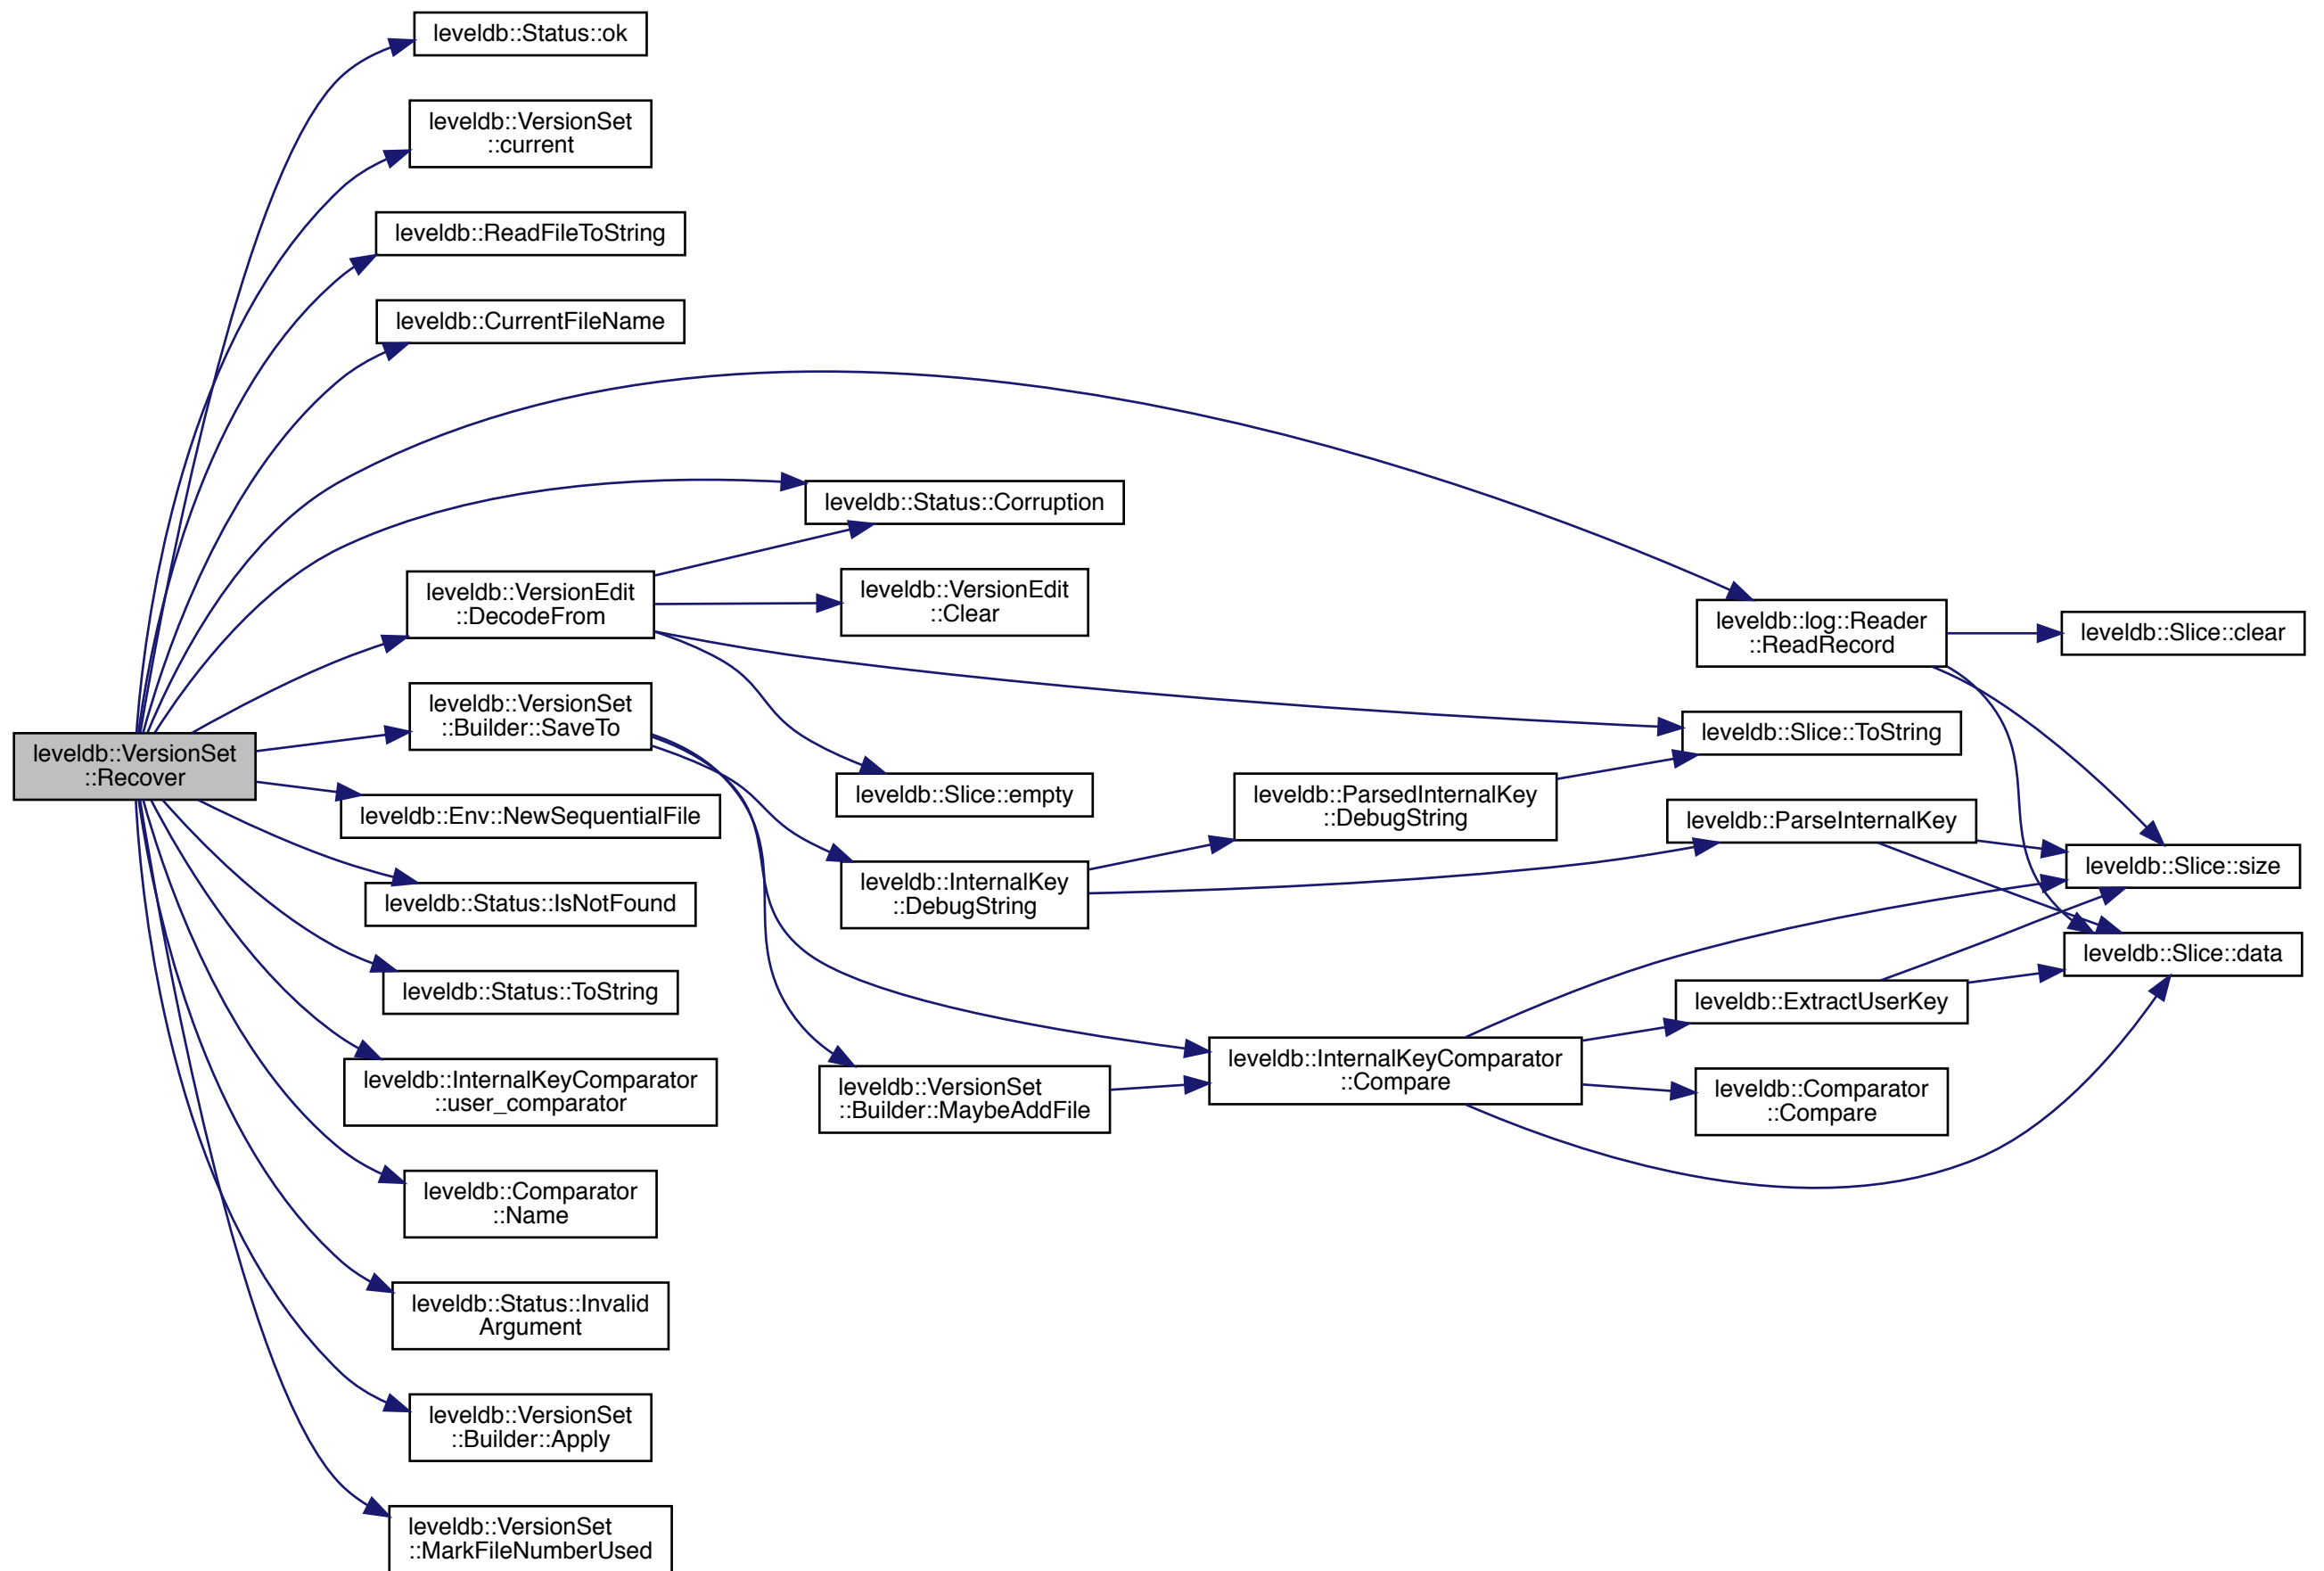 leveldb::Status::ok
leveldb::VersionSet
::current
leveldb::ReadFileToString
leveldb::CurrentFileName
leveldb::Status::Corruption
leveldb::VersionEdit
::DecodeFrom
leveldb::VersionEdit
::Clear
leveldb::log::Reader
::ReadRecord
leveldb::Slice::clear
leveldb::VersionSet
::Builder::SaveTo
leveldb::Slice::ToString
leveldb::VersionSet
::Recover
leveldb::Slice::empty
leveldb::ParsedInternalKey
::DebugString
leveldb::Env::NewSequentialFile
leveldb::ParseInternalKey
leveldb::Slice::size
leveldb::InternalKey
::DebugString
leveldb::Status::IsNotFound
leveldb::Slice::data
leveldb::Status::ToString
leveldb::ExtractUserKey
leveldb::InternalKeyComparator
::user_comparator
leveldb::VersionSet
::Builder::MaybeAddFile
leveldb::InternalKeyComparator
::Compare
leveldb::Comparator
::Compare
leveldb::Comparator
::Name
leveldb::Status::Invalid
Argument
leveldb::VersionSet
::Builder::Apply
leveldb::VersionSet
::MarkFileNumberUsed